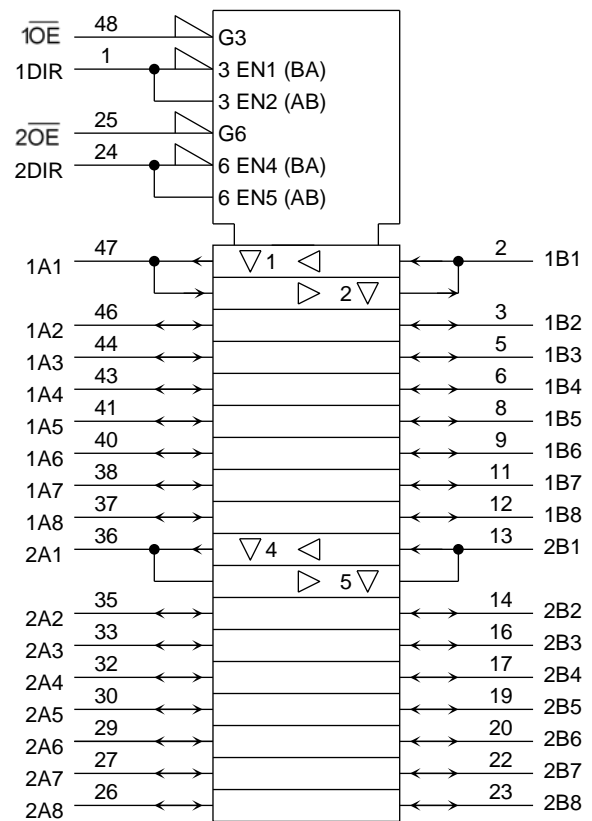 48
1OE
G3
1
1DIR
3 EN1 (BA)
3 EN2 (AB)
25
2OE
G6
24
2DIR
6 EN4 (BA)
6 EN5 (AB)
47
1A1
1
2
1B1
2
46
1A2
3
1B2
44
1A3
5
1B3
43
1A4
6
1B4
41
1A5
8
1B5
40
1A6
9
1B6
38
1A7
11
1B7
37
1A8
12
1B8
36
2A1
4
13
2B1
5
35
2A2
14
2B2
33
2A3
16
2B3
32
2A4
17
2B4
30
2A5
19
2B5
29
2A6
20
2B6
27
2A7
22
2B7
26
2A8
23
2B8